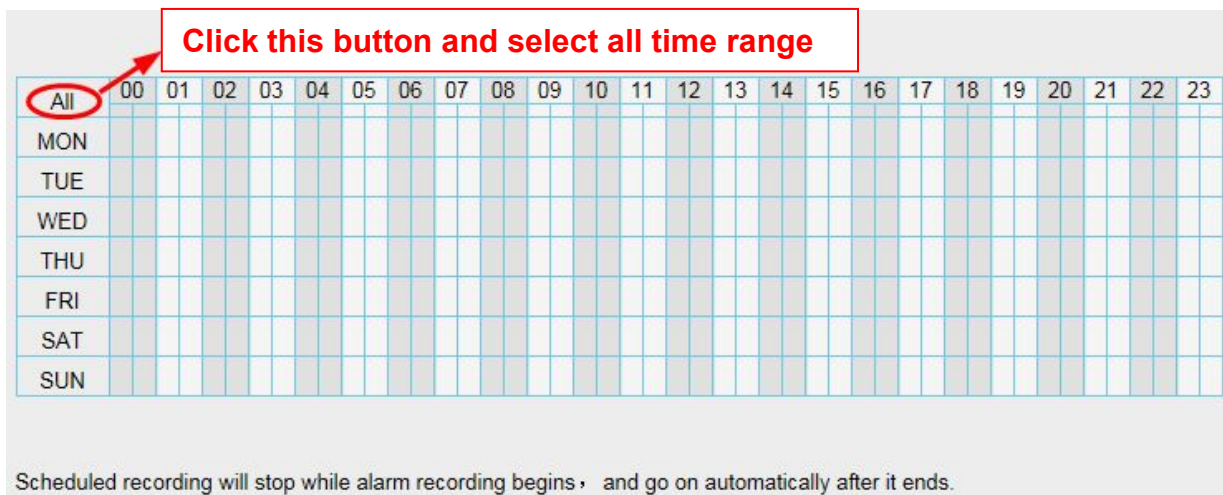 Click this button and select all time range
All 00 01 02 03 04 05 06 07 08 09 10 11 12 13 14 15 16 17 18 19 20 21 22 23
MON
TUE
WED
THU
FRI
SAT
SUN
Scheduled recording will stop while alarm recording begins， and go on automatically after it ends.